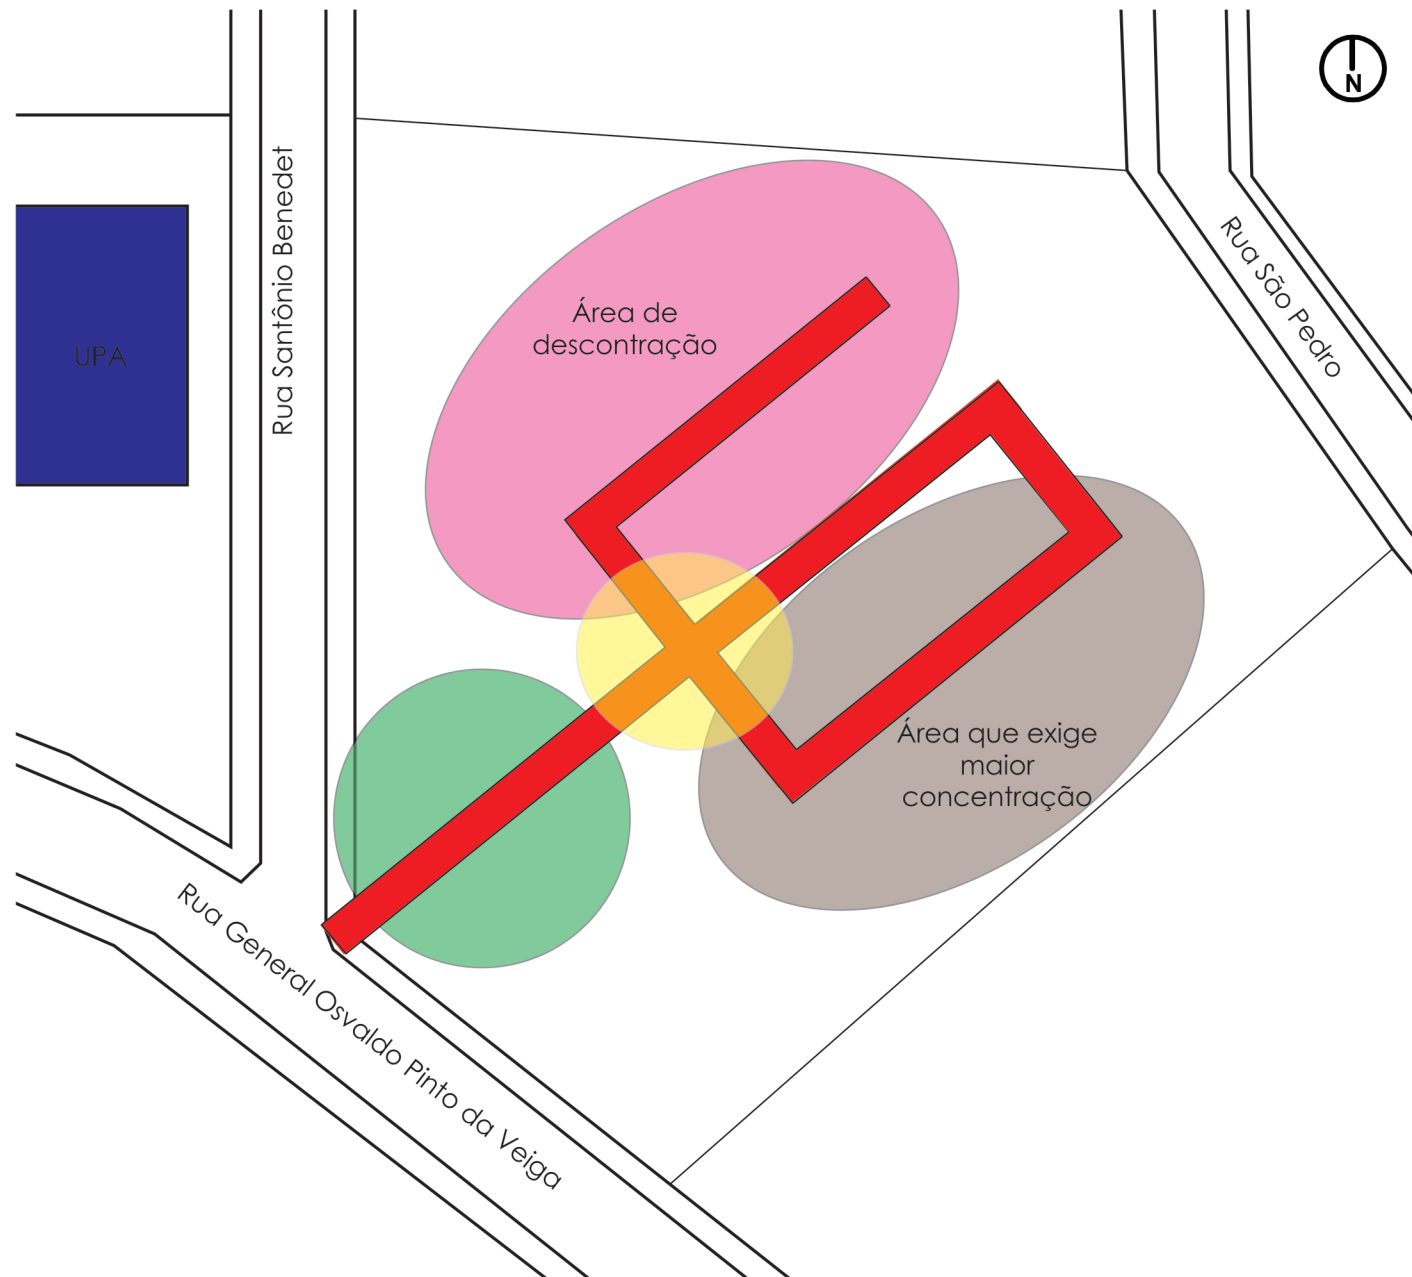 N
Rua Santônio Benedet
Rua São Pedro
Área de
descontração
UPA
Área que exige
maior
concentração
Rua General Osvaldo Pinto da Veiga